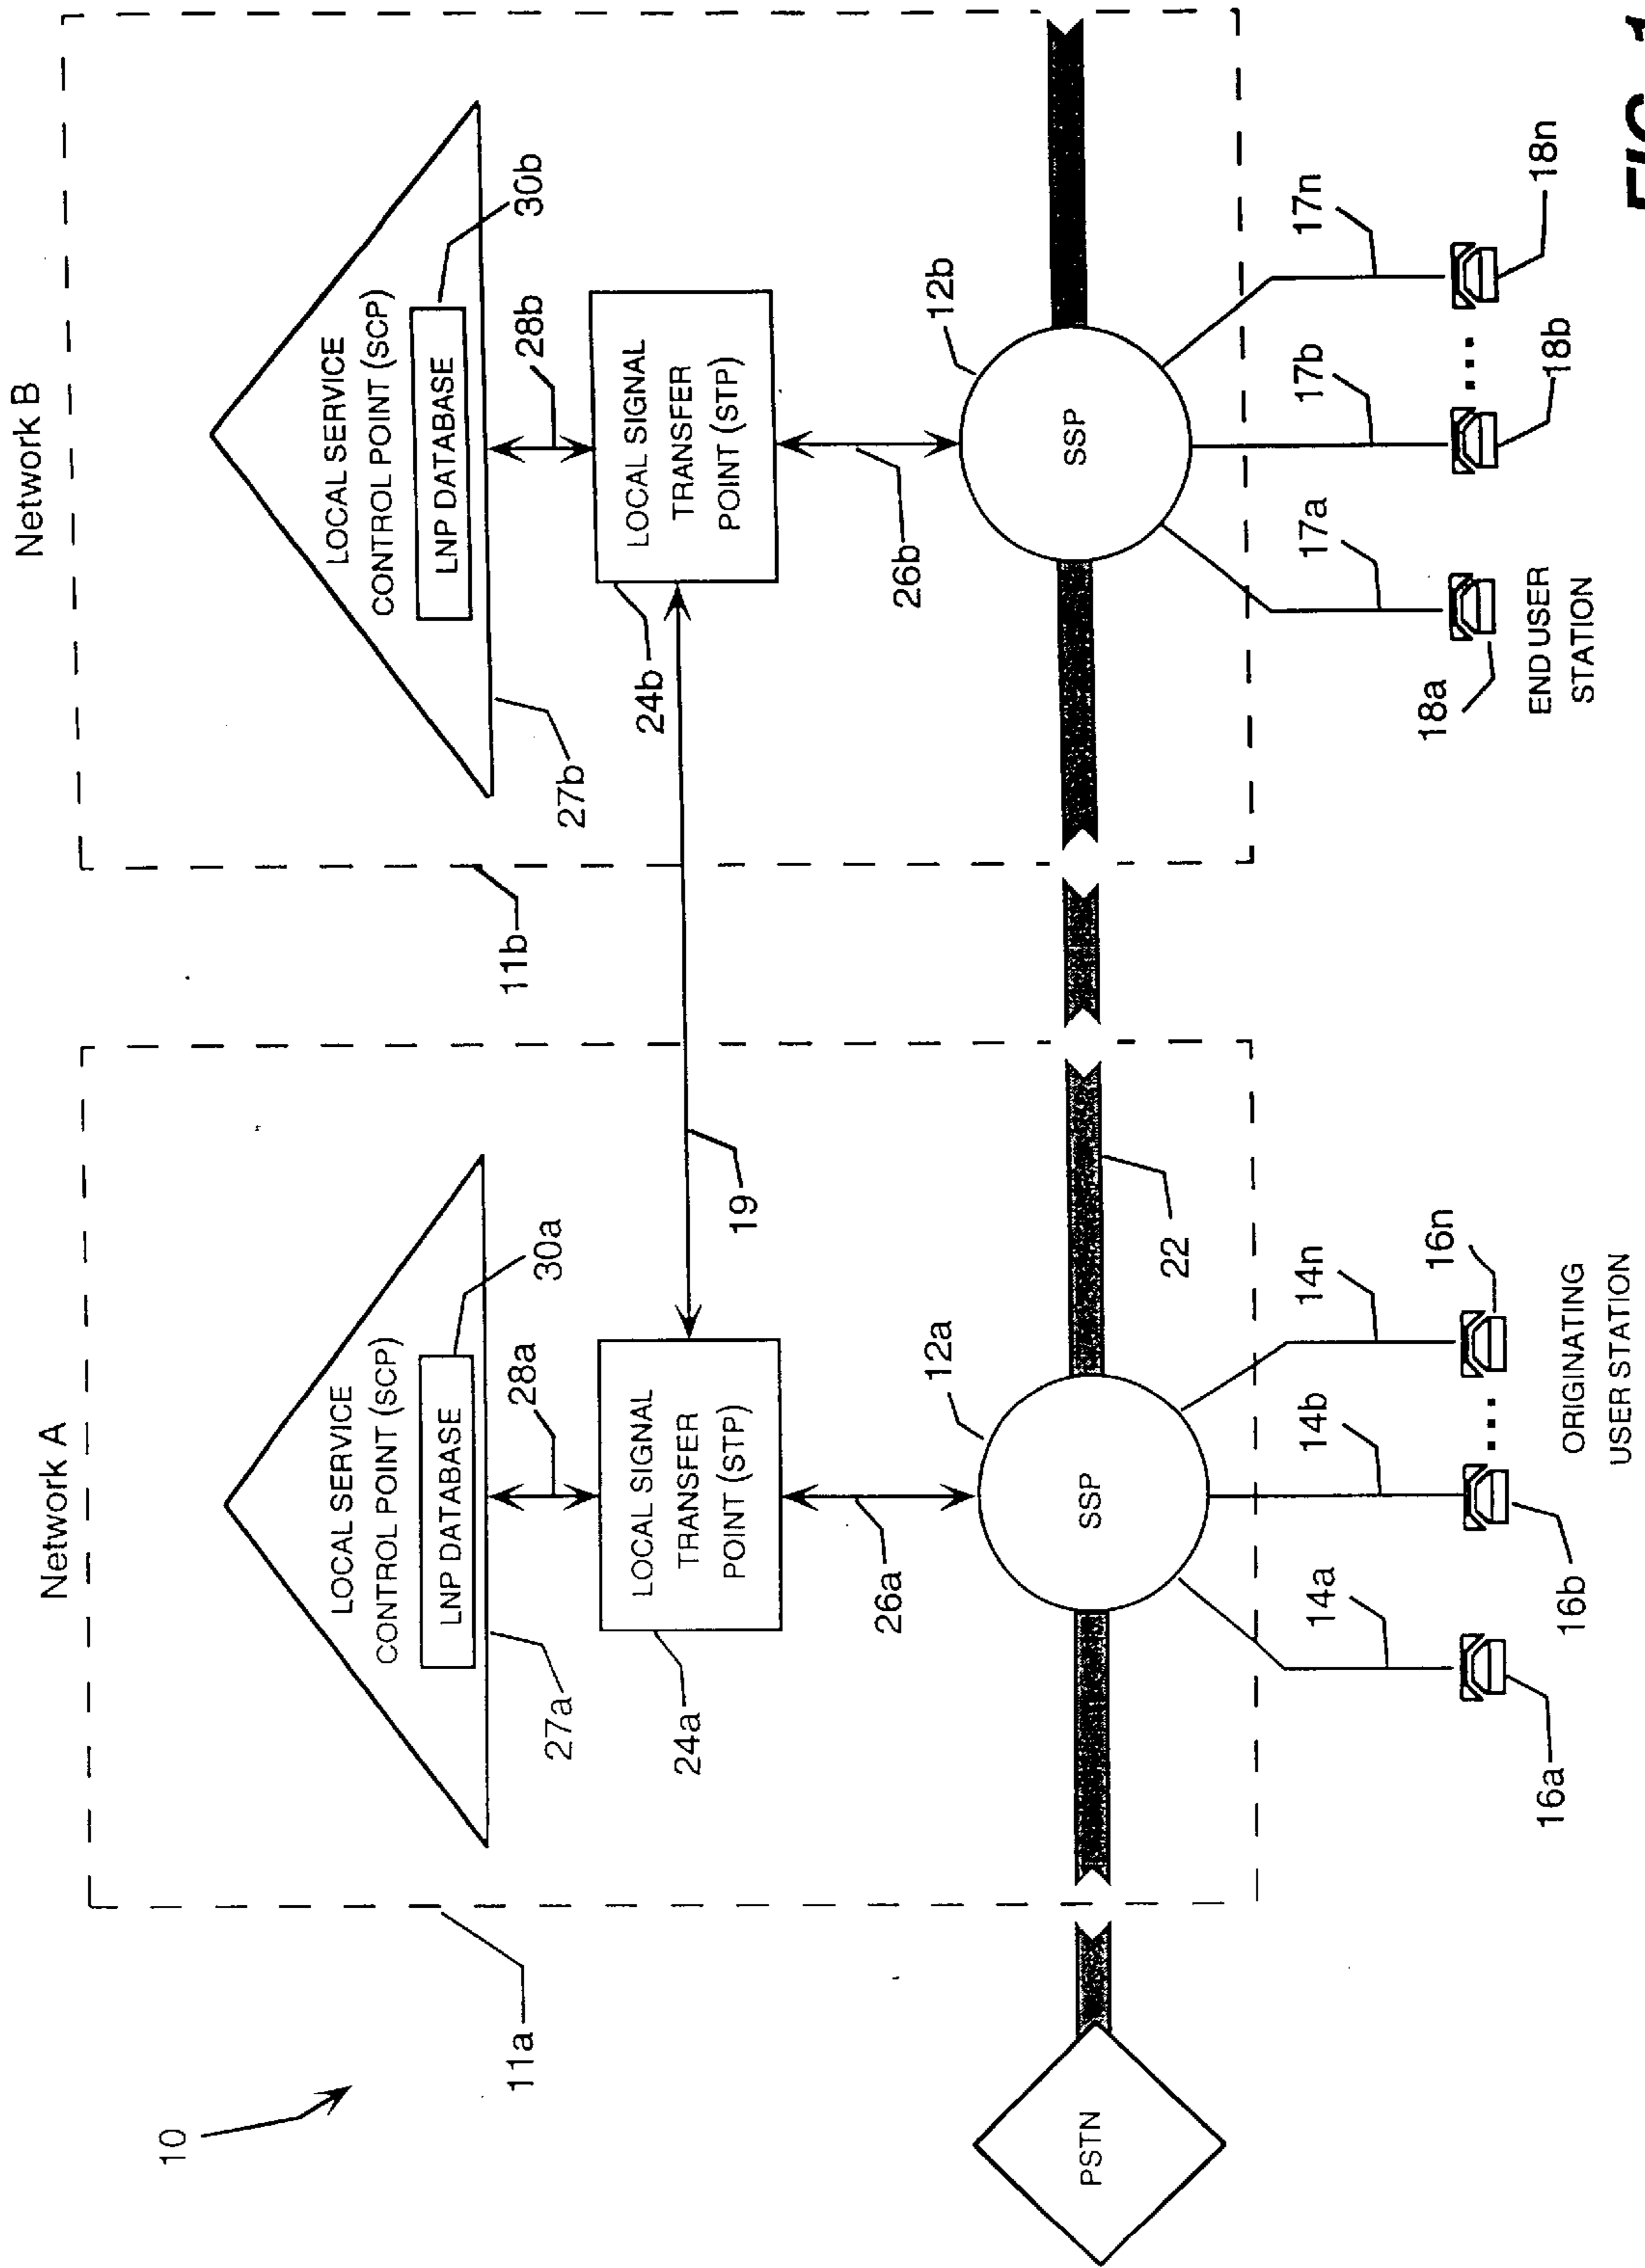 Network A
Network B
10
11a
11b
LOCAL SERVICE
CONTROL POINT (SCP)
LNP DATABASE
27a
30a
28a
LOCAL SERVICE
CONTROL POINT (SCP)
LNP DATABASE
27b
30b
28b
LOCAL SIGNAL
TRANSFER
POINT (STP)
24a
19
LOCAL SIGNAL
TRANSFER
POINT (STP)
24b
26a
26b
PSTN
SSP
12a
22
SSP
12b
14a
14b
14n
17a
17b
17n
16a
16b
...
16n
18a
18b
...
18n
ORIGINATING
USER STATION
END USER
STATION
FIG. 1